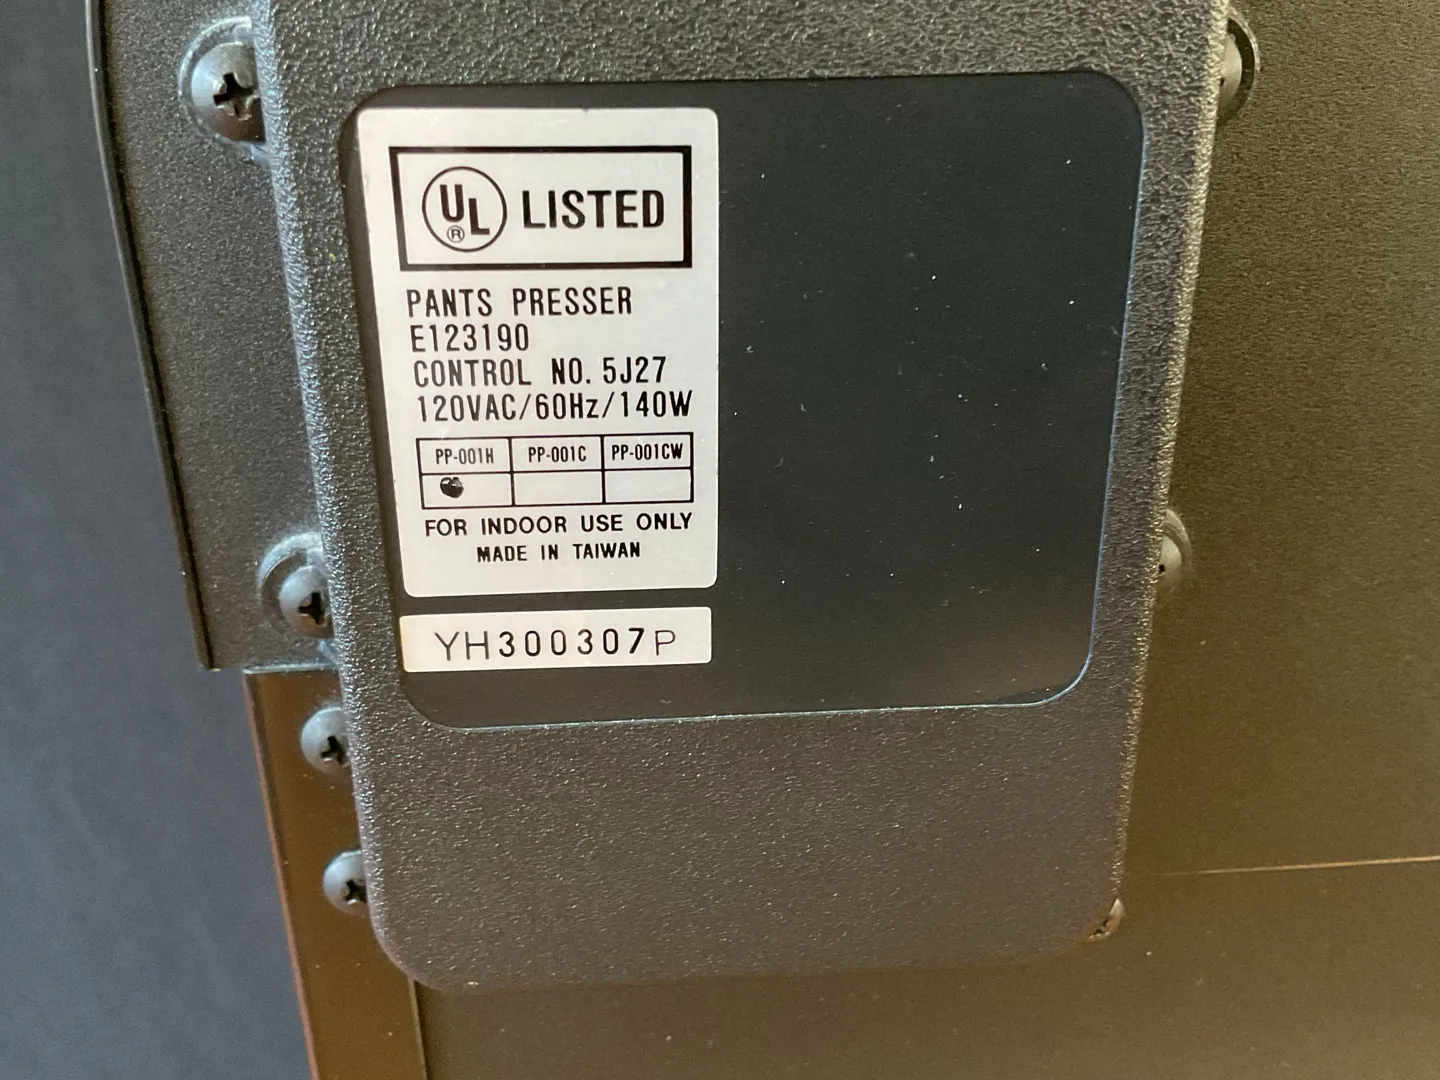 UL® LISTED
PANTS PRESSER
E123190
CONTROL NO. 5J27
120VAC/60Hz/140W
PP-001H PP-001C PP-001CW
FOR INDOOR USE ONLY
MADE IN TAIWAN
YH300307P